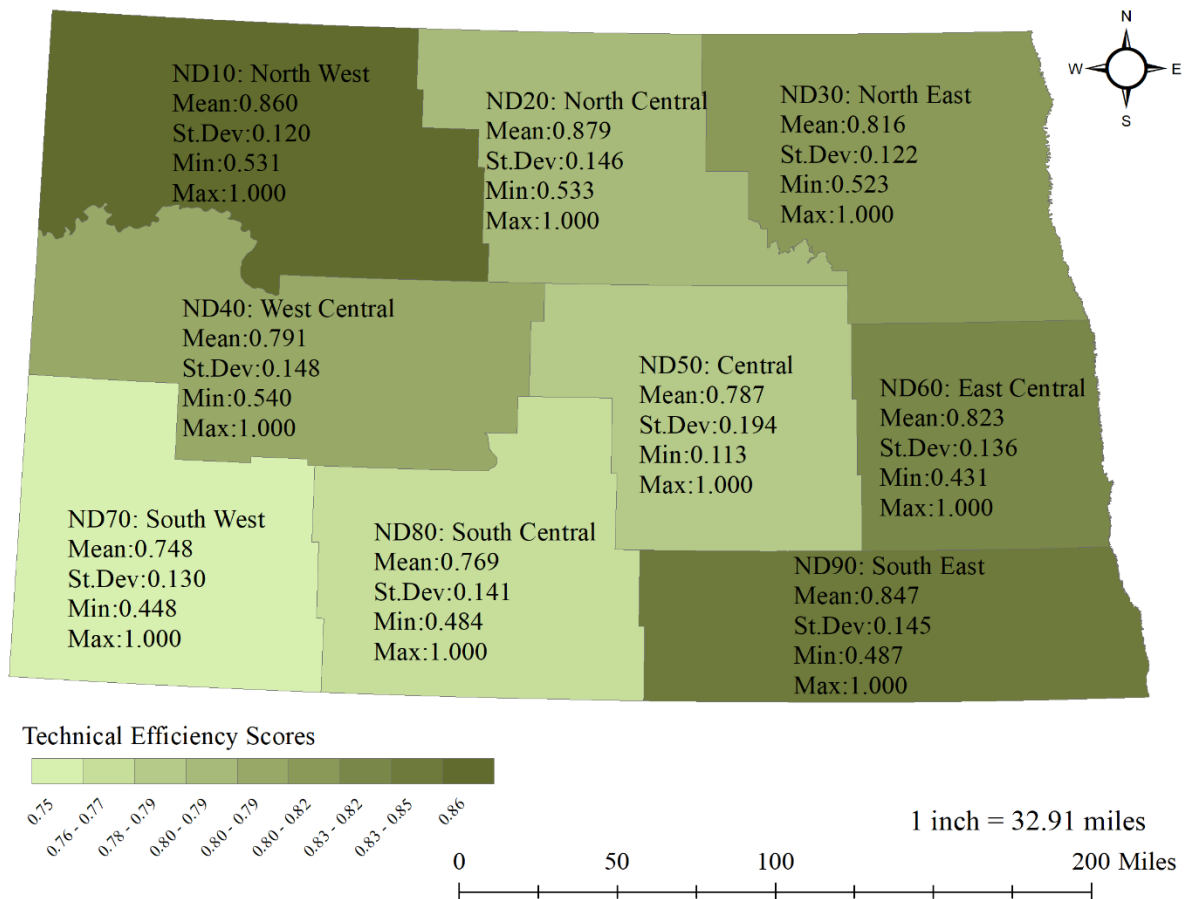 N
W E
S
ND10: North West
Mean:0.860
St.Dev:0.120
Min:0.531
Max:1.000
ND20: North Central
Mean:0.879
St.Dev:0.146
Min:0.533
Max:1.000
ND30: North East
Mean:0.816
St.Dev:0.122
Min:0.523
Max:1.000
ND40: West Central
Mean:0.791
St.Dev:0.148
Min:0.540
Max:1.000
ND50: Central
Mean:0.787
St.Dev:0.194
Min:0.113
Max:1.000
ND60: East Central
Mean:0.823
St.Dev:0.136
Min:0.431
Max:1.000
ND70: South West
Mean:0.748
St.Dev:0.130
Min:0.448
Max:1.000
ND80: South Central
Mean:0.769
St.Dev:0.141
Min:0.484
Max:1.000
ND90: South East
Mean:0.847
St.Dev:0.145
Min:0.487
Max:1.000
Technical Efficiency Scores
0.75
0.76 - 0.77
0.78 - 0.79
0.80 - 0.79
0.80 - 0.79
0.80 - 0.82
0.83 - 0.82
0.83 - 0.85
0.86
1 inch = 32.91 miles
0 50 100 200 Miles